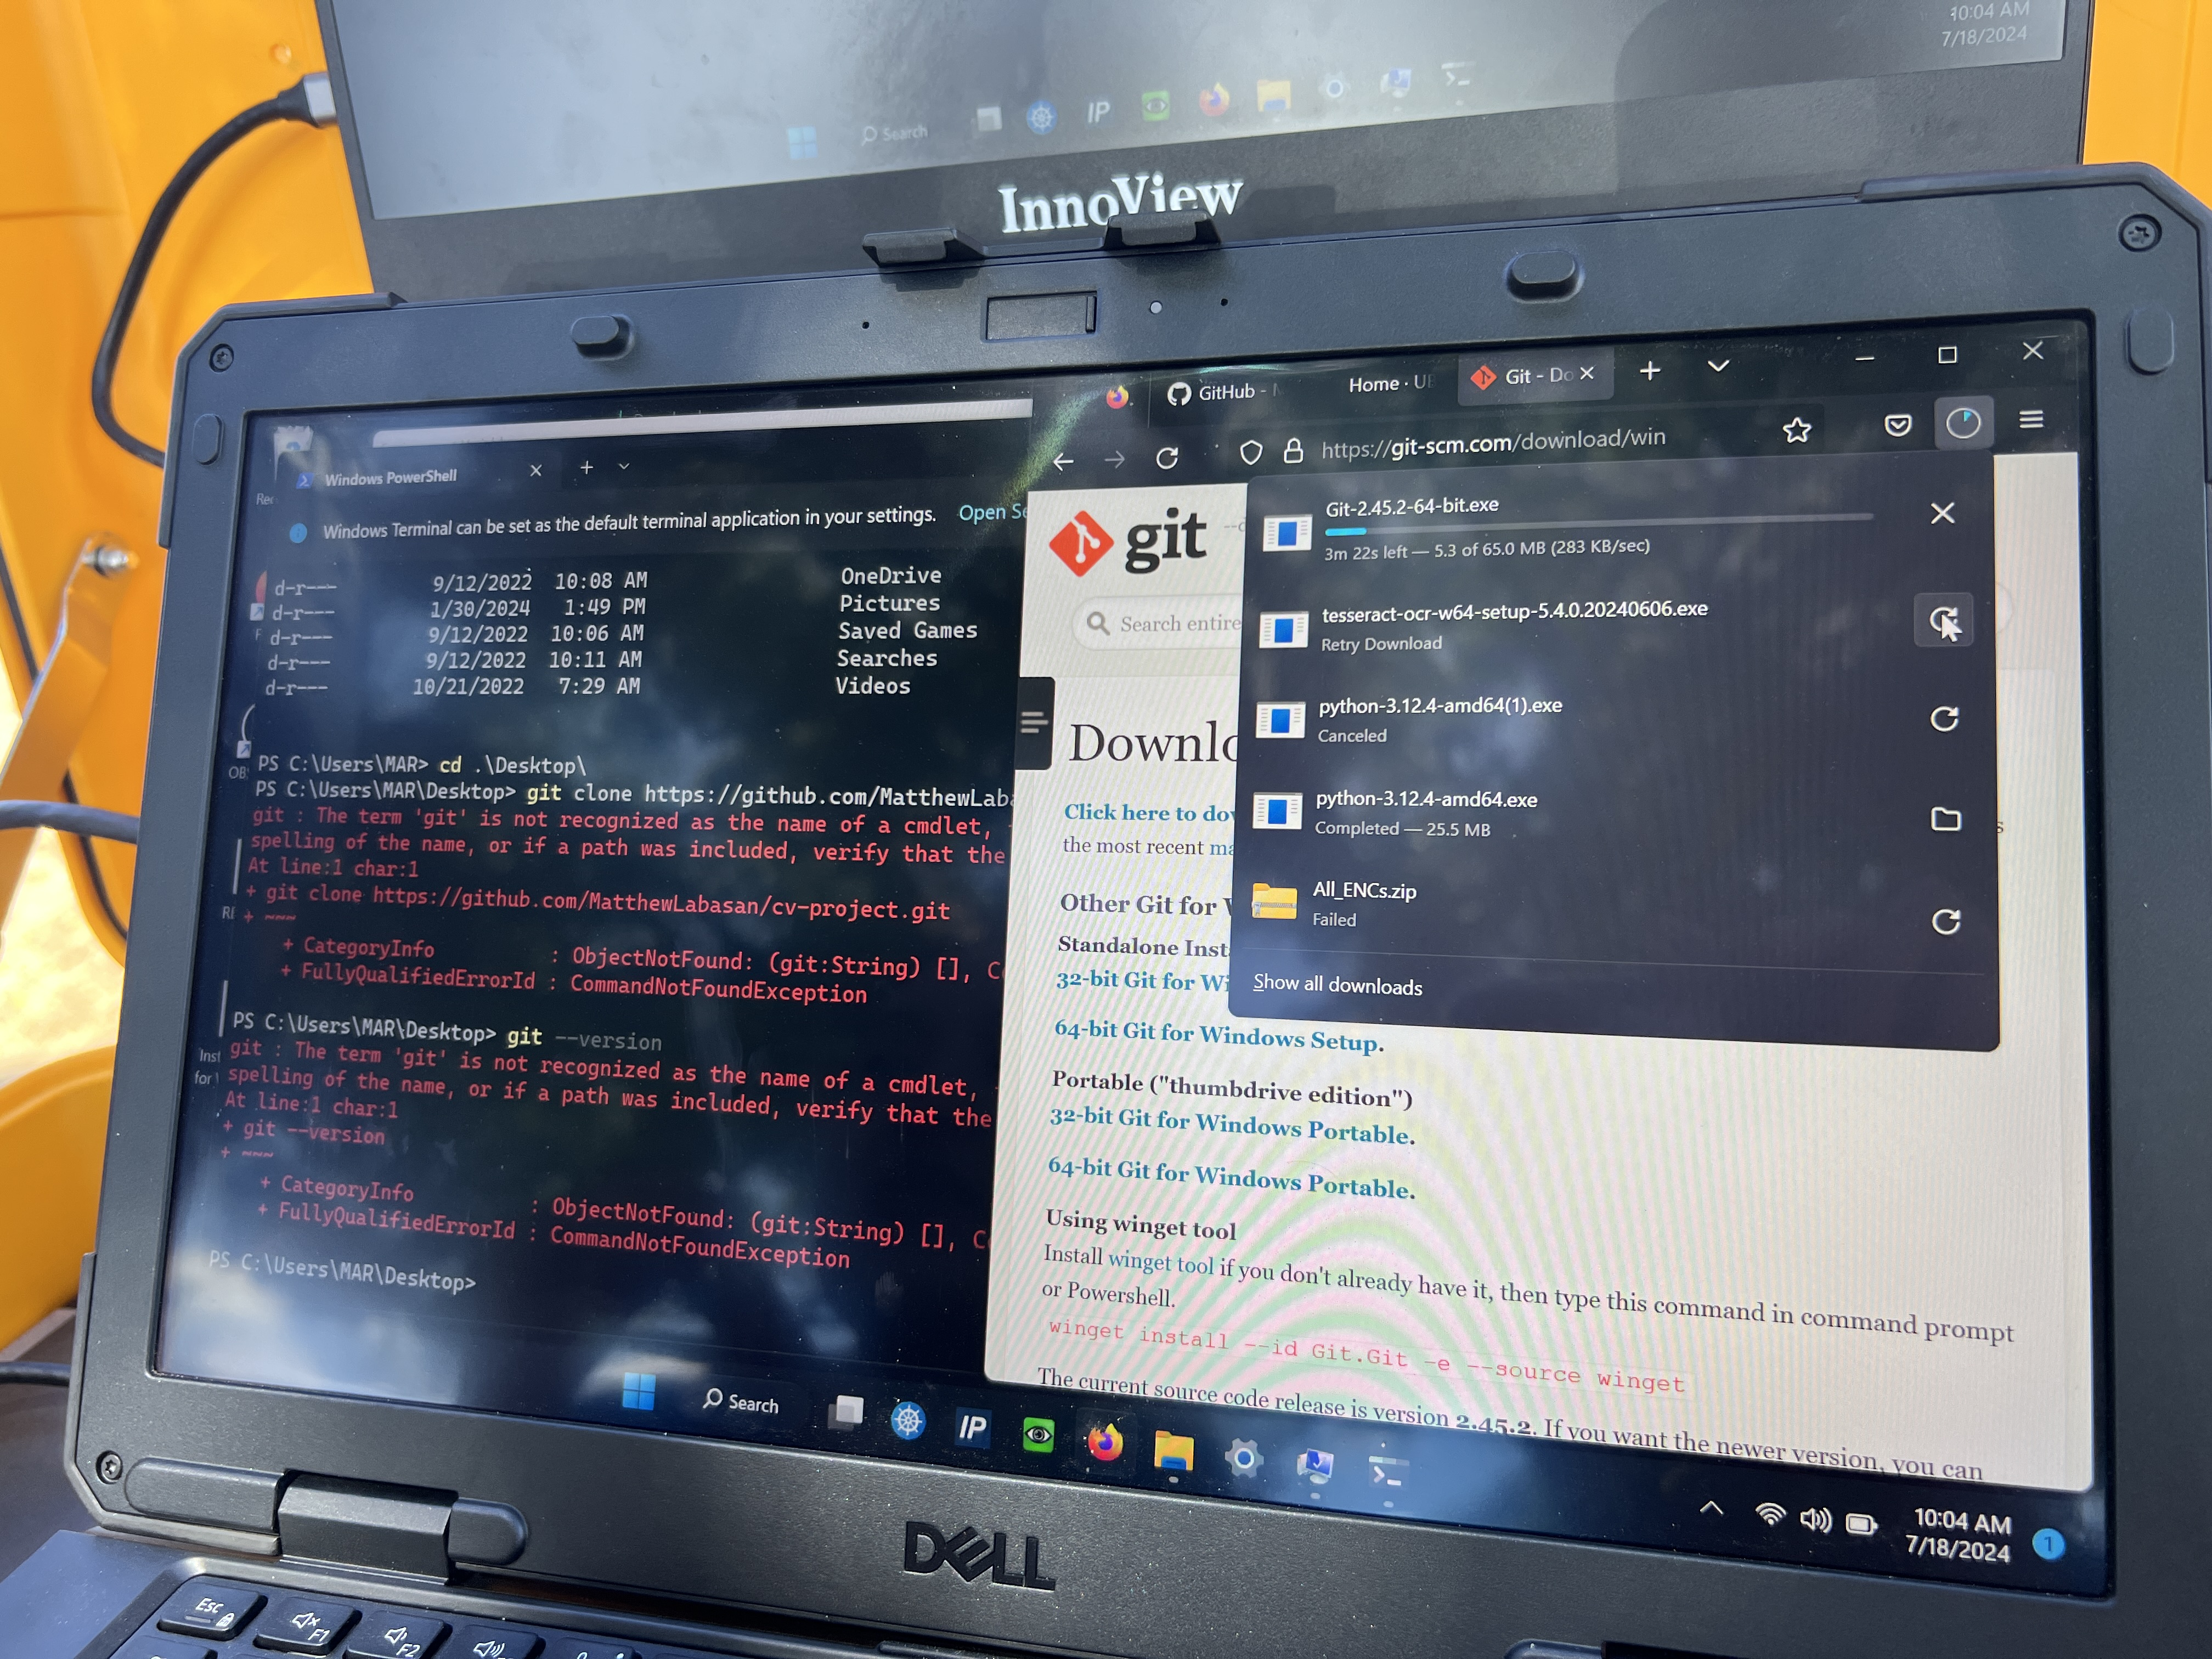 10:04 AM
7/18/2024
Search
IP
InnoView
GitHub -
Home · UE
Git - Do
https://git-scm.com/download/win
Windows PowerShell
Windows Terminal can be set as the default terminal application in your settings. Open Se
d-r--- 9/12/2022 10:08 AM OneDrive
d-r--- 1/30/2024 1:49 PM Pictures
d-r--- 9/12/2022 10:06 AM Saved Games
d-r--- 9/12/2022 10:11 AM Searches
d-r--- 10/21/2022 7:29 AM Videos
PS C:\Users\MAR> cd .\Desktop\
PS C:\Users\MAR\Desktop> git clone https://github.com/MatthewLaba
git : The term 'git' is not recognized as the name of a cmdlet,
spelling of the name, or if a path was included, verify that the
At line:1 char:1
+ git clone https://github.com/MatthewLabasan/cv-project.git
+ ~~~
+ CategoryInfo : ObjectNotFound: (git:String) [], C
+ FullyQualifiedErrorId : CommandNotFoundException
PS C:\Users\MAR\Desktop> git --version
git : The term 'git' is not recognized as the name of a cmdlet,
spelling of the name, or if a path was included, verify that the
At line:1 char:1
+ git --version
+ ~~~
+ CategoryInfo : ObjectNotFound: (git:String) [], C
+ FullyQualifiedErrorId : CommandNotFoundException
PS C:\Users\MAR\Desktop>
Rec
OB
Inst
for
git
Search entire
Git-2.45.2-64-bit.exe
3m 22s left — 5.3 of 65.0 MB (283 KB/sec)
tesseract-ocr-w64-setup-5.4.0.20240606.exe
Retry Download
python-3.12.4-amd64(1).exe
Canceled
python-3.12.4-amd64.exe
Completed — 25.5 MB
All_ENCs.zip
Failed
Show all downloads
Downlo
Click here to dow
the most recent ma
Other Git for W
Standalone Inst
32-bit Git for Wi
64-bit Git for Windows Setup.
Portable ("thumbdrive edition")
32-bit Git for Windows Portable.
64-bit Git for Windows Portable.
Using winget tool
Install winget tool if you don't already have it, then type this command in command prompt
or Powershell.
winget install --id Git.Git -e --source winget
The current source code release is version 2.45.2. If you want the newer version, you can
Search
IP
10:04 AM
7/18/2024
1
DELL
Esc
F1
F2